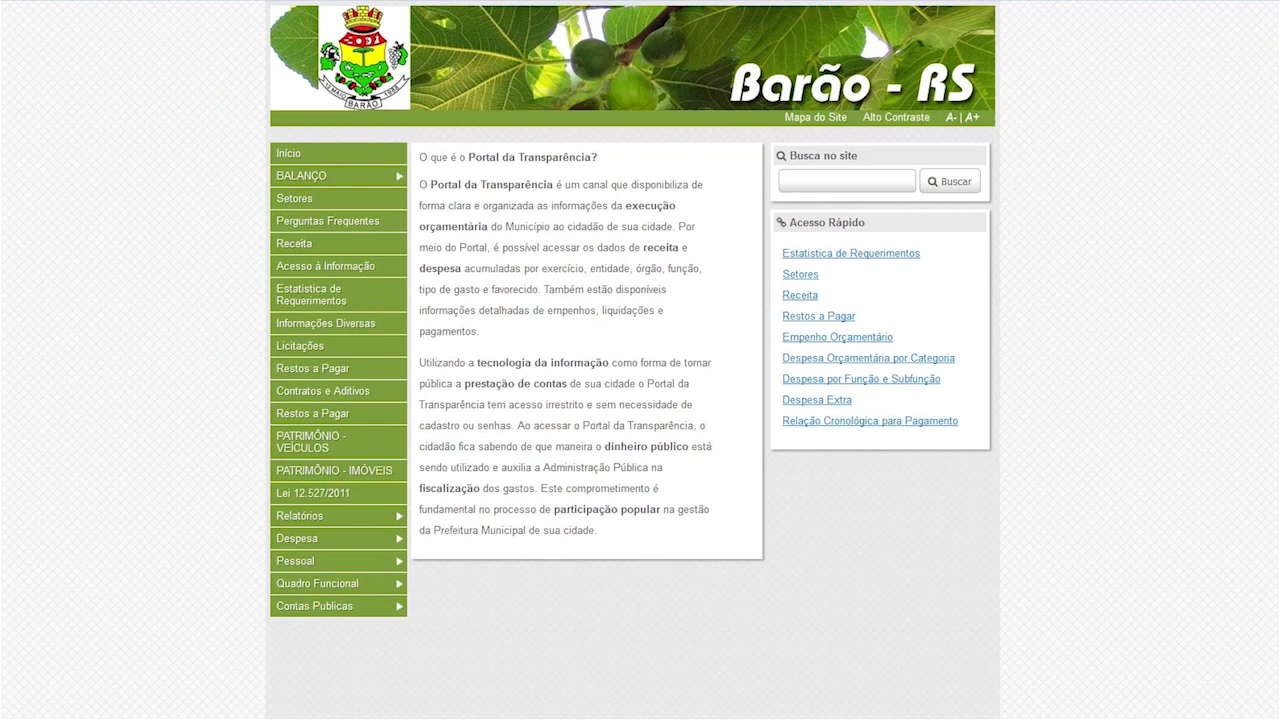 12 MAIO 1988
BARÃO
Barão - RS
Mapa do Site Alto Contraste A- | A+
Início
BALANÇO
Setores
Perguntas Frequentes
Receita
Acesso à Informação
Estatistica de
Requerimentos
Informações Diversas
Licitações
Restos a Pagar
Contratos e Aditivos
Restos a Pagar
PATRIMÔNIO -
VEÍCULOS
PATRIMÔNIO - IMÓVEIS
Lei 12.527/2011
Relatórios
Despesa
Pessoal
Quadro Funcional
Contas Publicas
O que é o Portal da Transparência?
O Portal da Transparência é um canal que disponibiliza de
forma clara e organizada as informações da execução
orçamentária do Município ao cidadão de sua cidade. Por
meio do Portal, é possível acessar os dados de receita e
despesa acumuladas por exercício, entidade, órgão, função,
tipo de gasto e favorecido. Também estão disponíveis
informações detalhadas de empenhos, liquidações e
pagamentos.
Utilizando a tecnologia da informação como forma de tornar
pública a prestação de contas de sua cidade o Portal da
Transparência tem acesso irrestrito e sem necessidade de
cadastro ou senhas. Ao acessar o Portal da Transparência, o
cidadão fica sabendo de que maneira o dinheiro público está
sendo utilizado e auxilia a Administração Pública na
fiscalização dos gastos. Este comprometimento é
fundamental no processo de participação popular na gestão
da Prefeitura Municipal de sua cidade.
Busca no site
Buscar
Acesso Rápido
Estatistica de Requerimentos
Setores
Receita
Restos a Pagar
Empenho Orçamentário
Despesa Orçamentária por Categoria
Despesa por Função e Subfunção
Despesa Extra
Relação Cronológica para Pagamento